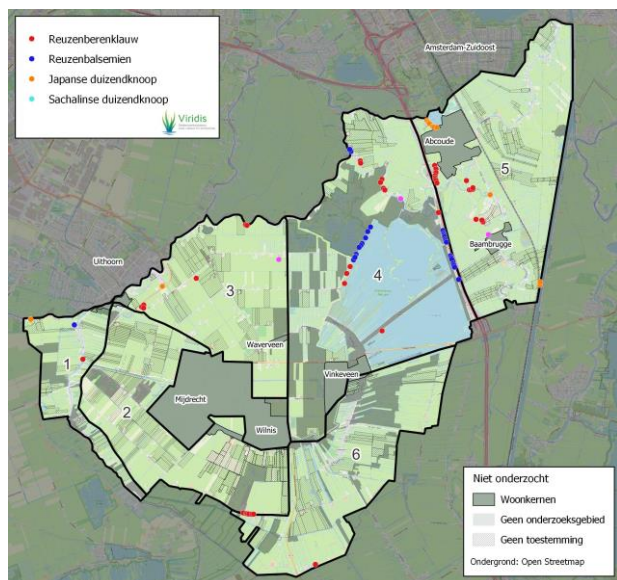 Reuzenberenklauw
Reuzenbalsemien
Japanse duizendknoop
Sachalinse duizendknoop
Viridis
Amsterdam-Zuidoost
Abcoude
5
Baambrugge
Uithoorn
4
3
Waverveen
1
Vinkeveen
Mijdrecht
2
Wilnis
6
Niet onderzocht
Woonkernen
Geen onderzoeksgebied
Geen toestemming
Ondergrond: Open Streetmap